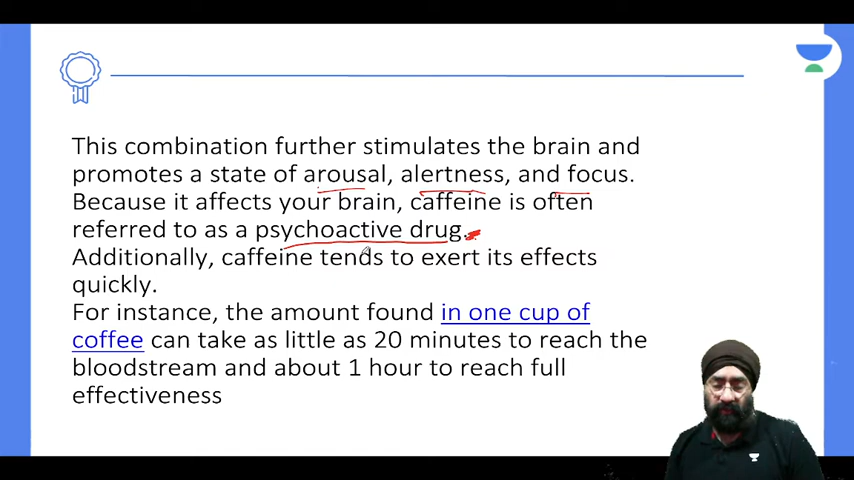 This combination further stimulates the brain and
promotes a state of arousal, alertness, and focus.
Because it affects your brain, caffeine is often
referred to as a psychoactive drug.
Additionally, caffeine tends to exert its effects
quickly.
For instance, the amount found in one cup of
coffee can take as little as 20 minutes to reach the
bloodstream and about 1 hour to reach full
effectiveness